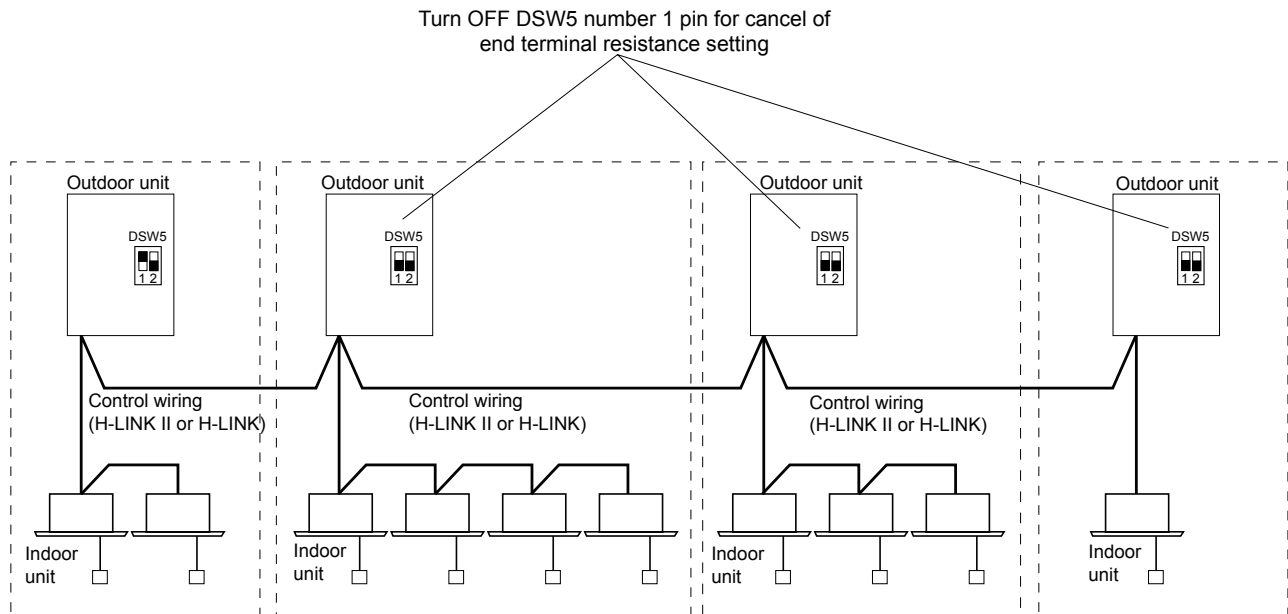 Turn OFF DSW5 number 1 pin for cancel of
end terminal resistance setting
Outdoor unit
Outdoor unit
Outdoor unit
Outdoor unit
DSW5
DSW5
DSW5
DSW5
1 2
1 2
1 2
1 2
Control wiring
(H-LINK II or H-LINK)
Control wiring
(H-LINK II or H-LINK)
Control wiring
(H-LINK II or H-LINK)
Indoor
unit
Indoor
unit
Indoor
unit
Indoor
unit